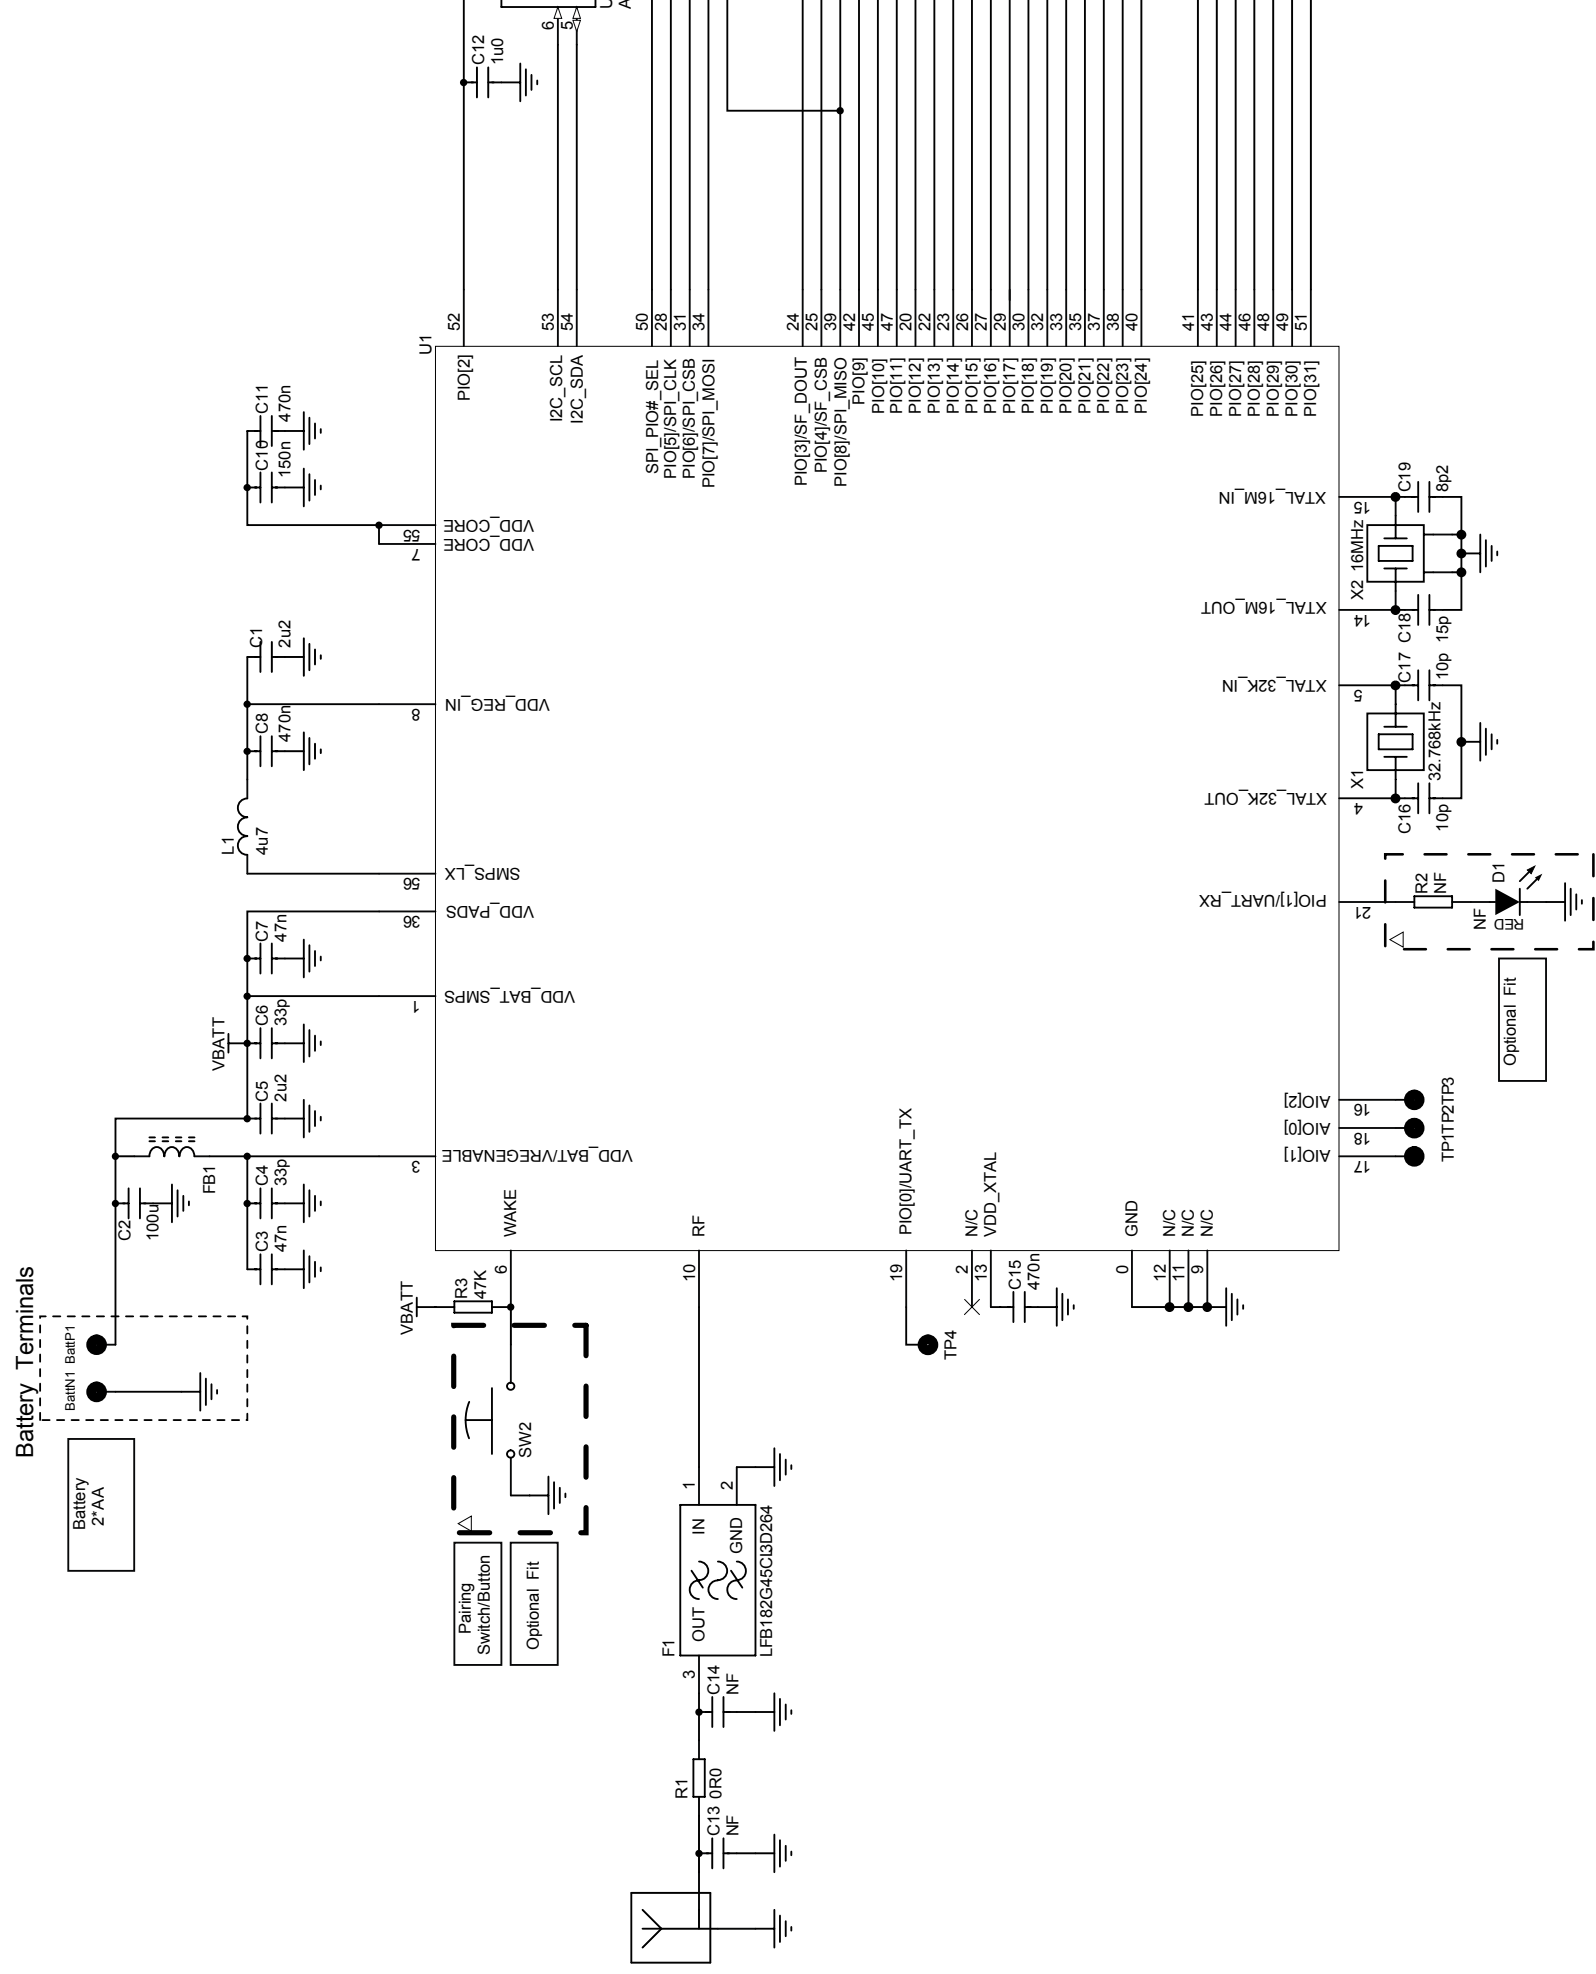 Battery Terminals
BattN1
BattP1
Battery
2*AA
C2
100u
FB1
C3
47n
C4
33p
C5
2u2
VBATT
C6
33p
C7
47n
L1
4u7
C8
470n
C1
2u2
C10
150n
C11
470n
C12
1u0
6
5
3
VDD_BAT/VREGENABLE
1
VDD_BAT_SMPS
36
VDD_PADS
56
SMPS_LX
8
VDD_REG_IN
7
VDD_CORE
55
VDD_CORE
U1
VBATT
R3
47K
SW2
Pairing
Switch/Button
Optional Fit
6
WAKE
10
RF
19
PIO[0]/UART_TX
TP4
2
N/C
13
VDD_XTAL
C15
470n
0
GND
12
N/C
11
N/C
9
N/C
F1
OUT
IN
GND
1
2
3
LFB182G45CL3D264
C14
NF
R1
0R0
C13
NF
52
PIO[2]
53
I2C_SCL
54
I2C_SDA
50
SPI_PIO#_SEL
28
PIO[5]/SPI_CLK
31
PIO[6]/SPI_CSB
34
PIO[7]/SPI_MOSI
24
PIO[3]/SF_DOUT
25
PIO[4]/SF_CSB
39
PIO[8]/SPI_MISO
42
PIO[9]
45
PIO[10]
47
PIO[11]
20
PIO[12]
22
PIO[13]
23
PIO[14]
26
PIO[15]
27
PIO[16]
29
PIO[17]
30
PIO[18]
32
PIO[19]
33
PIO[20]
35
PIO[21]
37
PIO[22]
38
PIO[23]
40
PIO[24]
41
PIO[25]
43
PIO[26]
44
PIO[27]
46
PIO[28]
48
PIO[29]
49
PIO[30]
51
PIO[31]
17
AIO[1]
18
AIO[0]
16
AIO[2]
TP1TP2TP3
21
PIO[1]/UART_RX
R2
NF
D1
NF
RED
Optional Fit
4
XTAL_32K_OUT
5
XTAL_32K_IN
C16
10p
X1
32.768kHz
C17
10p
14
XTAL_16M_OUT
15
XTAL_16M_IN
C18
15p
X2
16MHz
C19
8p2